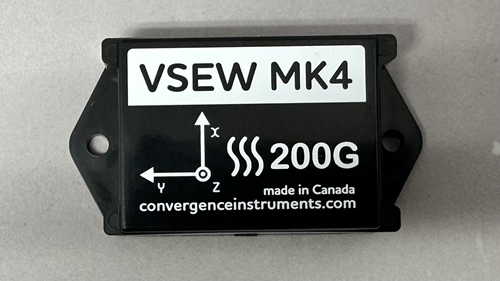 VSEW MK4
X
200G
Y
Z
made in Canada
convergenceinstruments.com